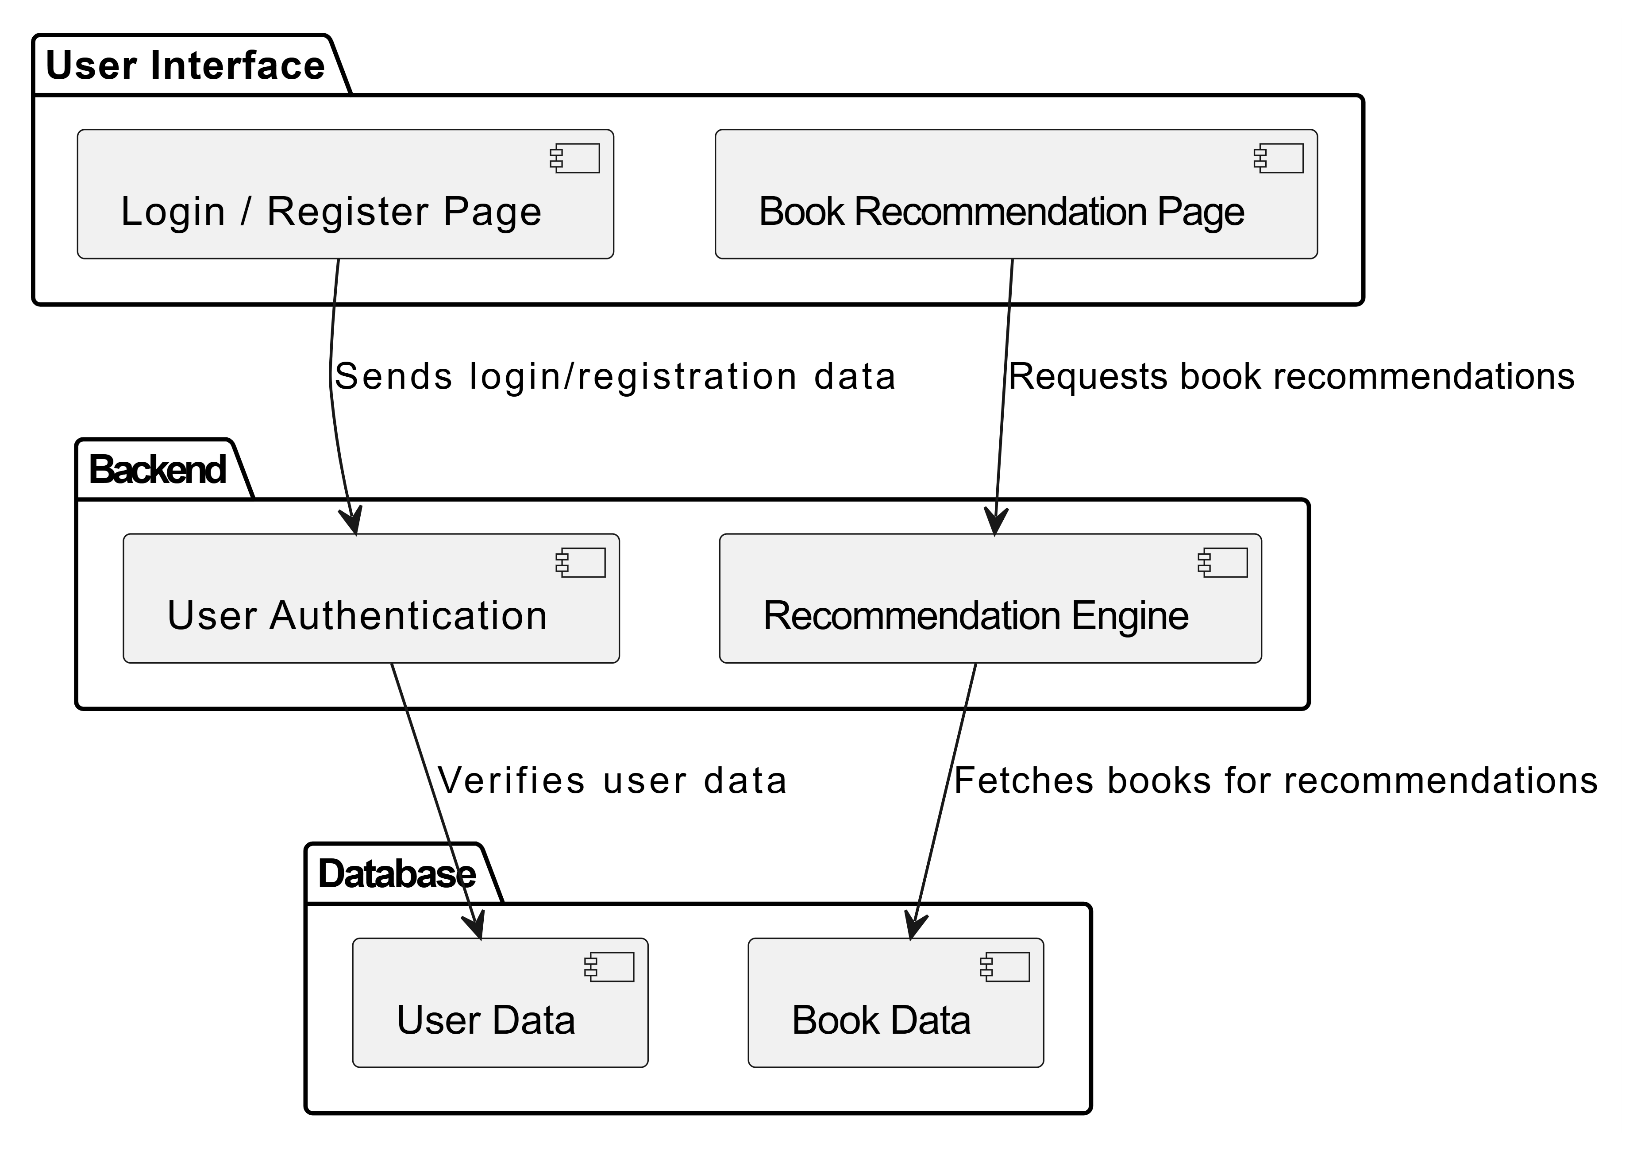 User Interface
Login / Register Page
Book Recommendation Page
Sends login/registration data
Requests book recommendations
Backend
User Authentication
Recommendation Engine
Verifies user data
Fetches books for recommendations
Database
User Data
Book Data